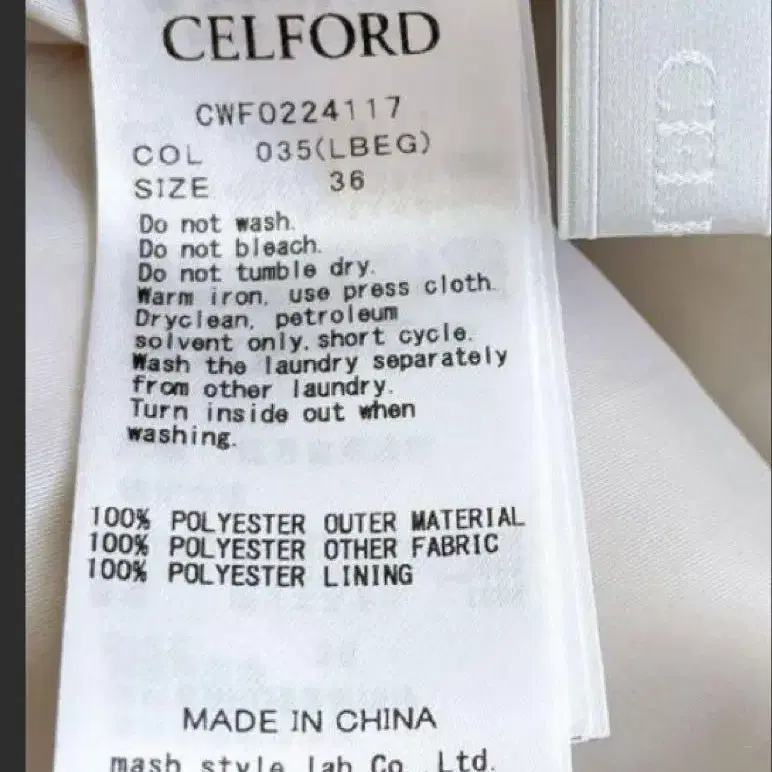 CELFORD
CWF0224117
COL 035(LBEG)
SIZE 36
Do not wash.
Do not bleach.
Do not tumble dry.
Warm iron, use press cloth.
Dryclean, petroleum
solvent only, short cycle.
Wash the laundry separately
from other laundry.
Turn inside out when
washing.
100% POLYESTER OUTER MATERIAL
100% POLYESTER OTHER FABRIC
100% POLYESTER LINING
MADE IN CHINA
mash style lab Co., Ltd.